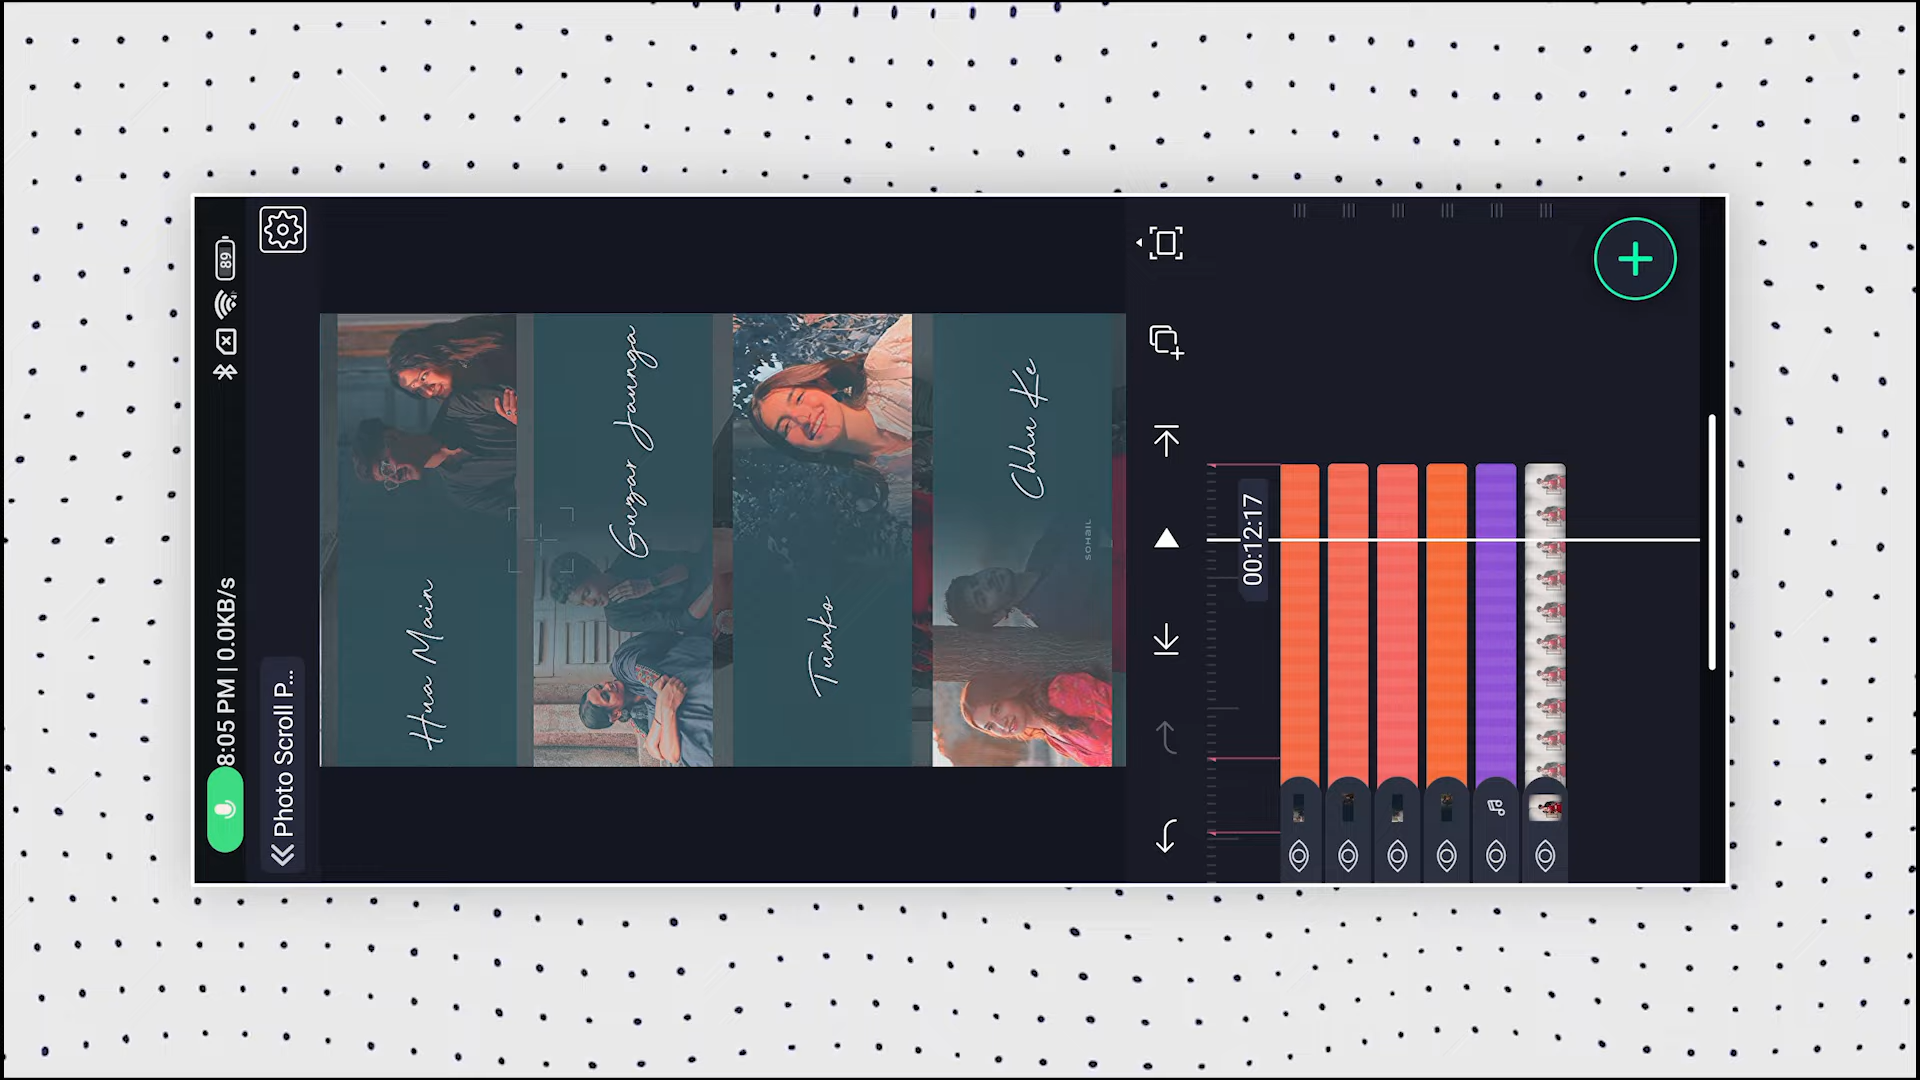 8:05 PM | 0.0KB/s
89
Photo Scroll P...
Hua Main
Guzar Jaunga
Tumko
Chhu Ke
SOHAIL
00:12:17